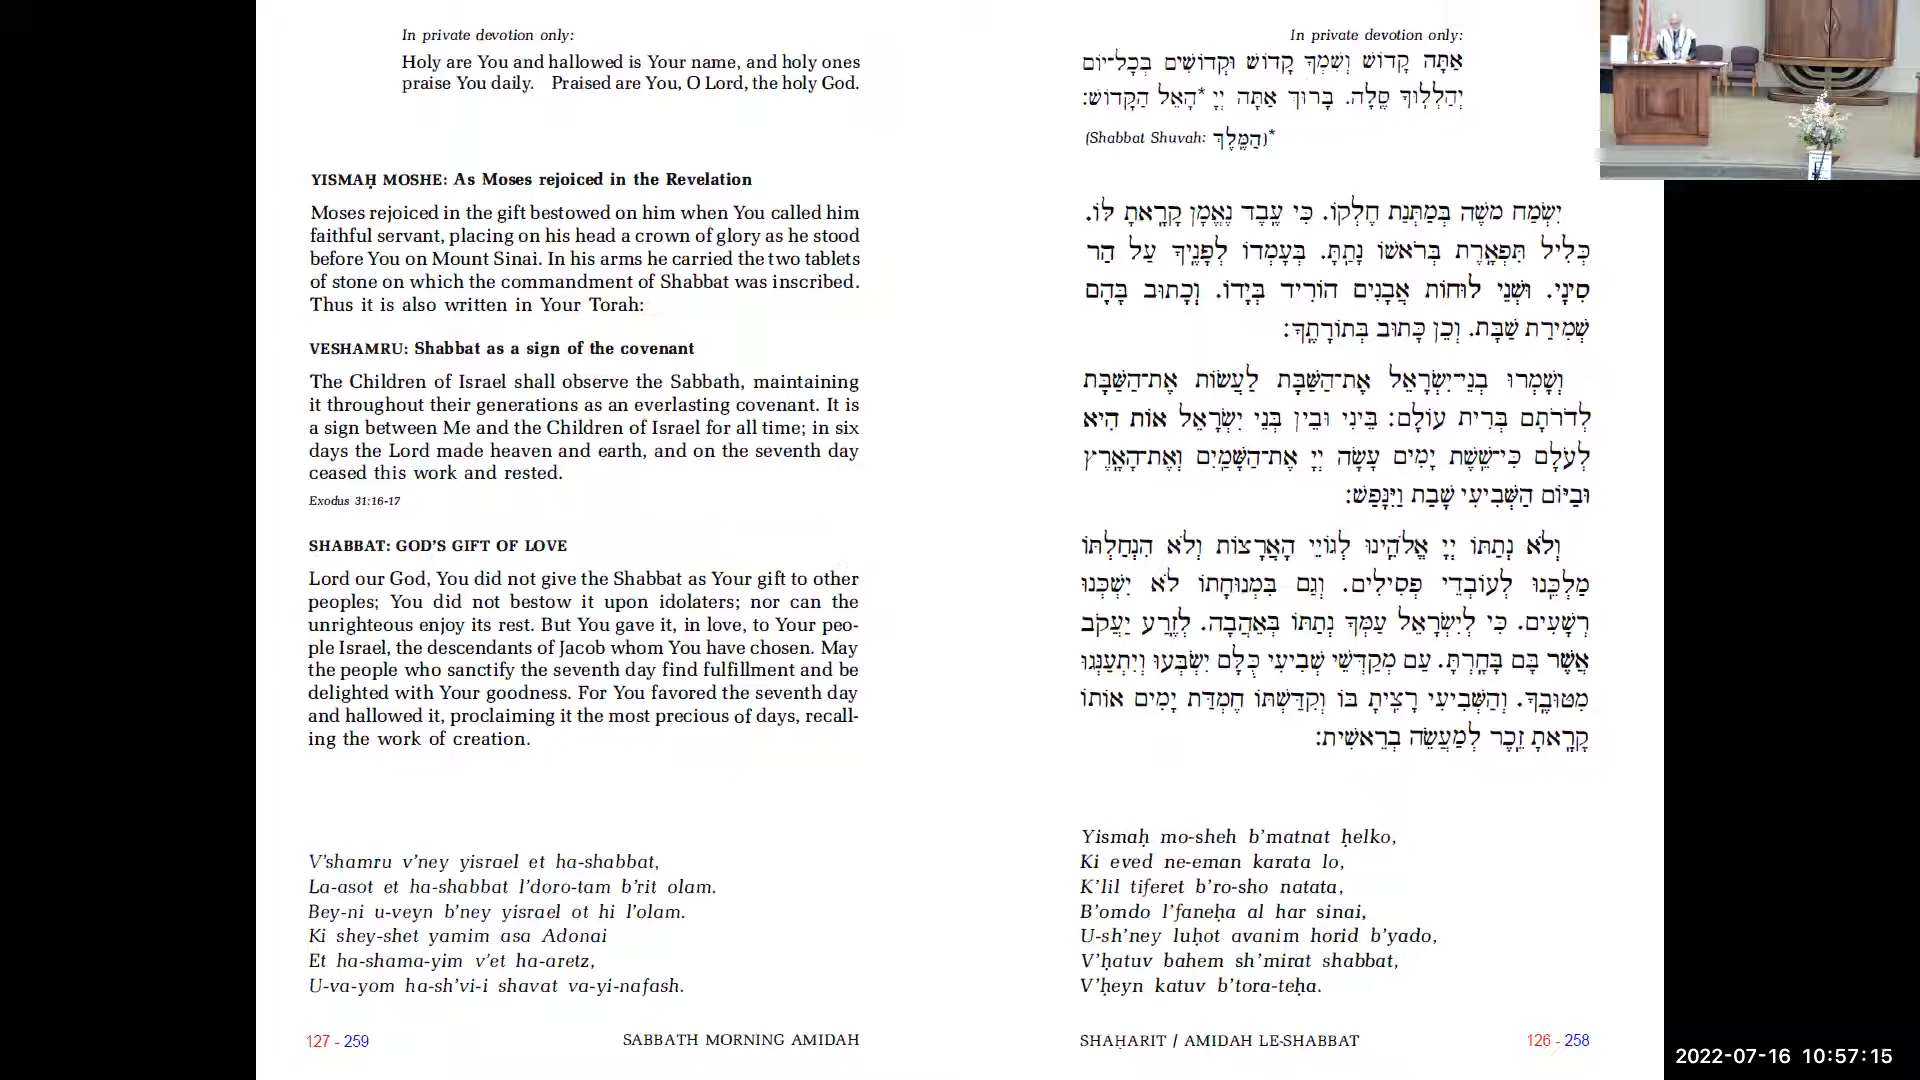 In private devotion only:
Holy are You and hallowed is Your name, and holy ones
praise You daily. Praised are You, O Lord, the holy God.
YISMAḤ MOSHE: As Moses rejoiced in the Revelation
Moses rejoiced in the gift bestowed on him when You called him
faithful servant, placing on his head a crown of glory as he stood
before You on Mount Sinai. In his arms he carried the two tablets
of stone on which the commandment of Shabbat was inscribed.
Thus it is also written in Your Torah:
VESHAMRU: Shabbat as a sign of the covenant
The Children of Israel shall observe the Sabbath, maintaining
it throughout their generations as an everlasting covenant. It is
a sign between Me and the Children of Israel for all time; in six
days the Lord made heaven and earth, and on the seventh day
ceased this work and rested.
Exodus 31:16-17
SHABBAT: GOD'S GIFT OF LOVE
Lord our God, You did not give the Shabbat as Your gift to other
peoples; You did not bestow it upon idolaters; nor can the
unrighteous enjoy its rest. But You gave it, in love, to Your peo-
ple Israel, the descendants of Jacob whom You have chosen. May
the people who sanctify the seventh day find fulfillment and be
delighted with Your goodness. For You favored the seventh day
and hallowed it, proclaiming it the most precious of days, recall-
ing the work of creation.
V'shamru v'ney yisrael et ha-shabbat,
La-asot et ha-shabbat l'doro-tam b'rit olam.
Bey-ni u-veyn b'ney yisrael ot hi l'olam.
Ki shey-shet yamim asa Adonai
Et ha-shama-yim v'et ha-aretz,
U-va-yom ha-sh'vi-i shavat va-yi-nafash.
127 - 259 SABBATH MORNING AMIDAH
In private devotion only:
אַתָּה קָדוֹשׁ וְשִׁמְךָ קָדוֹשׁ וּקְדוֹשִׁים בְּכׇל־יוֹם
יְהַלְלְוּךָ סֶּלָה. בָּרוּךְ אַתָּה יְיָ *הָאֵל הַקָּדוֹשׁ:
(Shabbat Shuvah: הַמֶּלֶךְ)*
יִשְׂמַח משֶׁה בְּמַתְּנַת חֶלְקוֹ. כִּי עֶבֶד נֶאֱמָן קָרָאתָ לּוֹ.
כְּלִיל תִּפְאֶרֶת בְּרֹאשׁוֹ נָתַתָּ. בְּעָמְדוֹ לְפָנֶיךָ עַל הַר
סִינָי. וּשְׁנֵי לוּחוֹת אֲבָנִים הוֹרִיד בְּיָדוֹ. וְכָתוּב בָּהֶם
שְׁמִירַת שַׁבָּת. וְכֵן כָּתוּב בְּתוֹרָתֶךָ:
וְשָׁמְרוּ בְנֵי־יִשְׂרָאֵל אֶת־הַשַּׁבָּת לַעֲשׂוֹת אֶת־הַשַּׁבָּת
לְדֹרֹתָם בְּרִית עוֹלָם: בֵּינִי וּבֵין בְּנֵי יִשְׂרָאֵל אוֹת הִיא
לְעֹלָם כִּי־שֵׁשֶׁת יָמִים עָשָׂה יְיָ אֶת־הַשָּׁמַיִם וְאֶת־הָאָרֶץ
וּבַיּוֹם הַשְּׁבִיעִי שָׁבַת וַיִּנָּפַשׁ:
וְלֹא נְתַתּוֹ יְיָ אֱלֹהֵינוּ לְגוֹיֵי הָאֲרָצוֹת וְלֹא הִנְחַלְתּוֹ
מַלְכֵּנוּ לְעוֹבְדֵי פְסִילִים. וְגַם בִּמְנוּחָתוֹ לֹא יִשְׁכְּנוּ
רְשָׁעִים. כִּי לְיִשְׂרָאֵל עַמְּךָ נְתַתּוֹ בְּאַהֲבָה. לְזֶרַע יַעֲקֹב
אֲשֶׁר בָּם בָּחָרְתָּ. עַם מְקַדְּשֵׁי שְׁבִיעִי כֻּלָּם יִשְׂבְּעוּ וְיִתְעַנְּגוּ
מִטּוּבֶךָ. וְהַשְּׁבִיעִי רָצִיתָ בּוֹ וְקִדַּשְׁתּוֹ חֶמְדַּת יָמִים אוֹתוֹ
קָרָאתָ זֵכֶר לְמַעֲשֵׂה בְרֵאשִׁית:
Yismaḥ mo-sheh b'matnat ḥelko,
Ki eved ne-eman karata lo,
K'lil tiferet b'ro-sho natata,
B'omdo l'faneḥa al har sinai,
U-sh'ney luḥot avanim horid b'yado,
V'ḥatuv bahem sh'mirat shabbat,
V'ḥeyn katuv b'tora-teḥa.
SHAḤARIT / AMIDAH LE-SHABBAT 126 - 258
2022-07-16 10:57:15